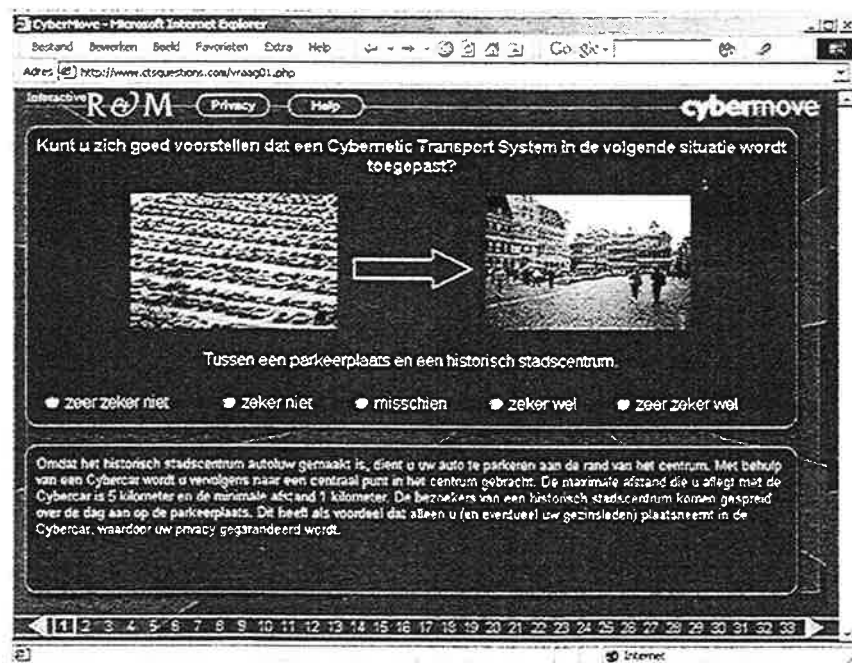 CyberMove - Microsoft Internet Explorer
Bestand Bewerken Beeld Favorieten Extra Help
Adres http://www.ctsquestions.com/vraag01.php
Interactive R@M Privacy Help cybermove
Kunt u zich goed voorstellen dat een Cybernetic Transport System in de volgende situatie wordt
toegepast?
Tussen een parkeerplaats en een historisch stadscentrum.
zeer zeker niet zeker niet misschien zeker wel zeer zeker wel
Omdat het historisch stadscentrum autoluw gemaakt is, dient u uw auto te parkeren aan de rand van het centrum. Met behulp
van een Cybercar wordt u vervolgens naar een centraal punt in het centrum gebracht. De maximale afstand die u aflegt met de
Cybercar is 5 kilometer en de minimale afstand 1 kilometer. De bezoekers van een historisch stadscentrum komen gespreid
over de dag aan op de parkeerplaats. Dit heeft als voordeel dat alleen u (en eventueel uw gezinsleden) plaatsneemt in de
Cybercar, waardoor uw privacy gegarandeerd wordt.
1 2 3 4 5 6 7 8 9 10 11 12 13 14 15 16 17 18 19 20 21 22 23 24 25 26 27 28 29 30 31 32 33
Internet